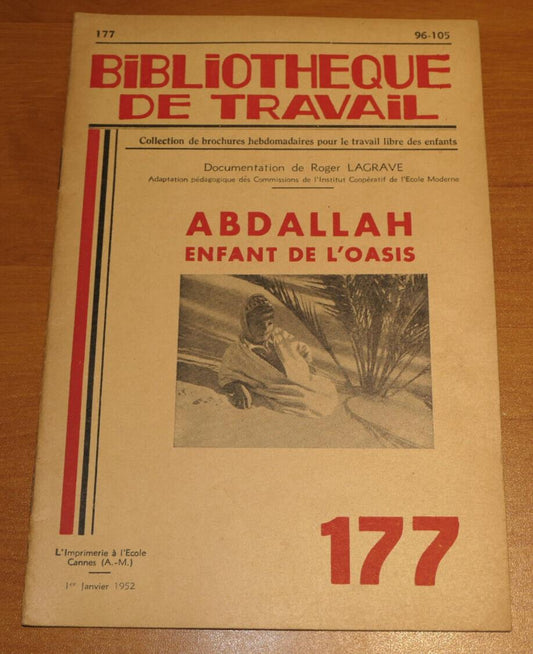 177 96-105
BiBLiOTHEQUE
DE TRAVAiL
Collection de brochures hebdomadaires pour le travail libre des enfants
Documentation de Roger LAGRAVE
Adaptation pédagogique des Commissions de l'Institut Coopératif de l'Ecole Moderne
ABDALLAH
ENFANT DE L'OASIS
177
L'Imprimerie à l'Ecole
Cannes (A.-M.)
1er Janvier 1952